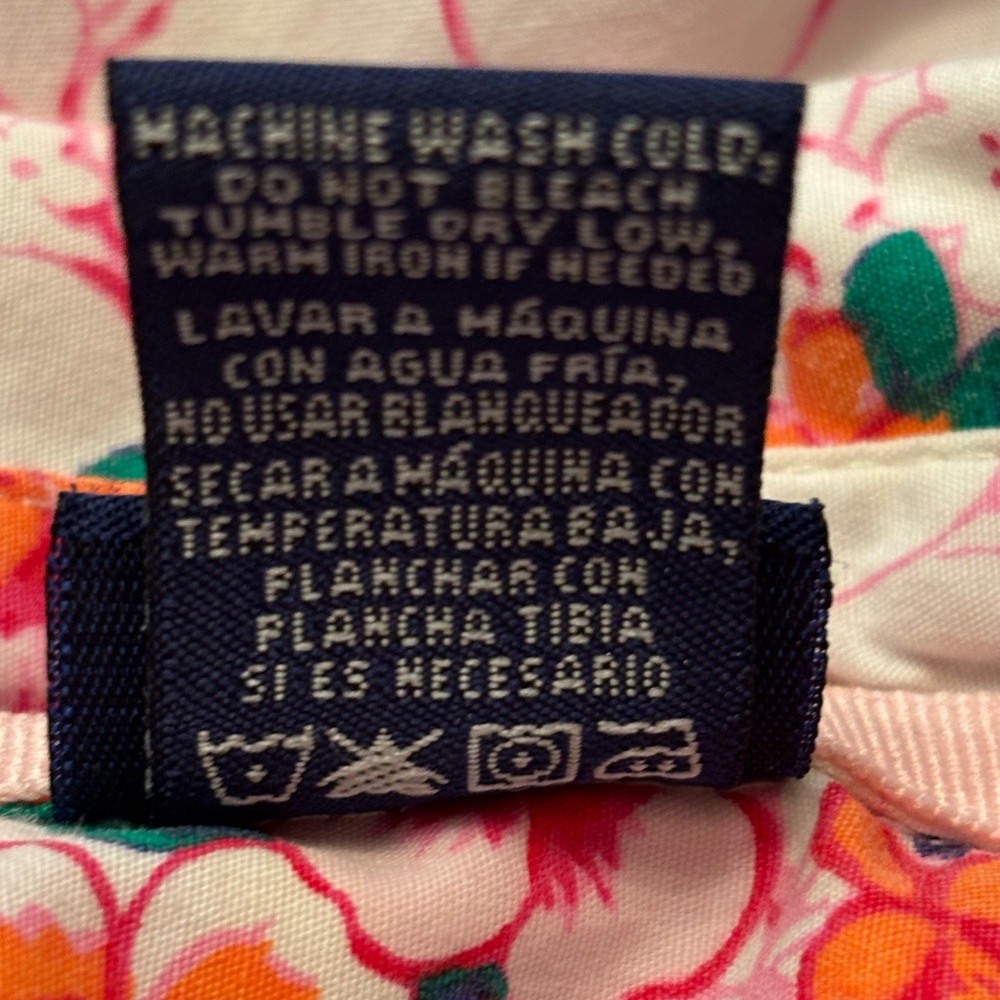 MACHINE WASH COLD,
DO NOT BLEACH
TUMBLE DRY LOW.
WARM IRON IF NEEDED
LAVAR A MÁQUINA
CON AGUA FRÍA,
NO USAR BLANQUEADOR
SECAR A MÁQUINA CON
TEMPERATURA BAJA,
PLANCHAR CON
PLANCHA TIBIA
SI ES NECESARIO